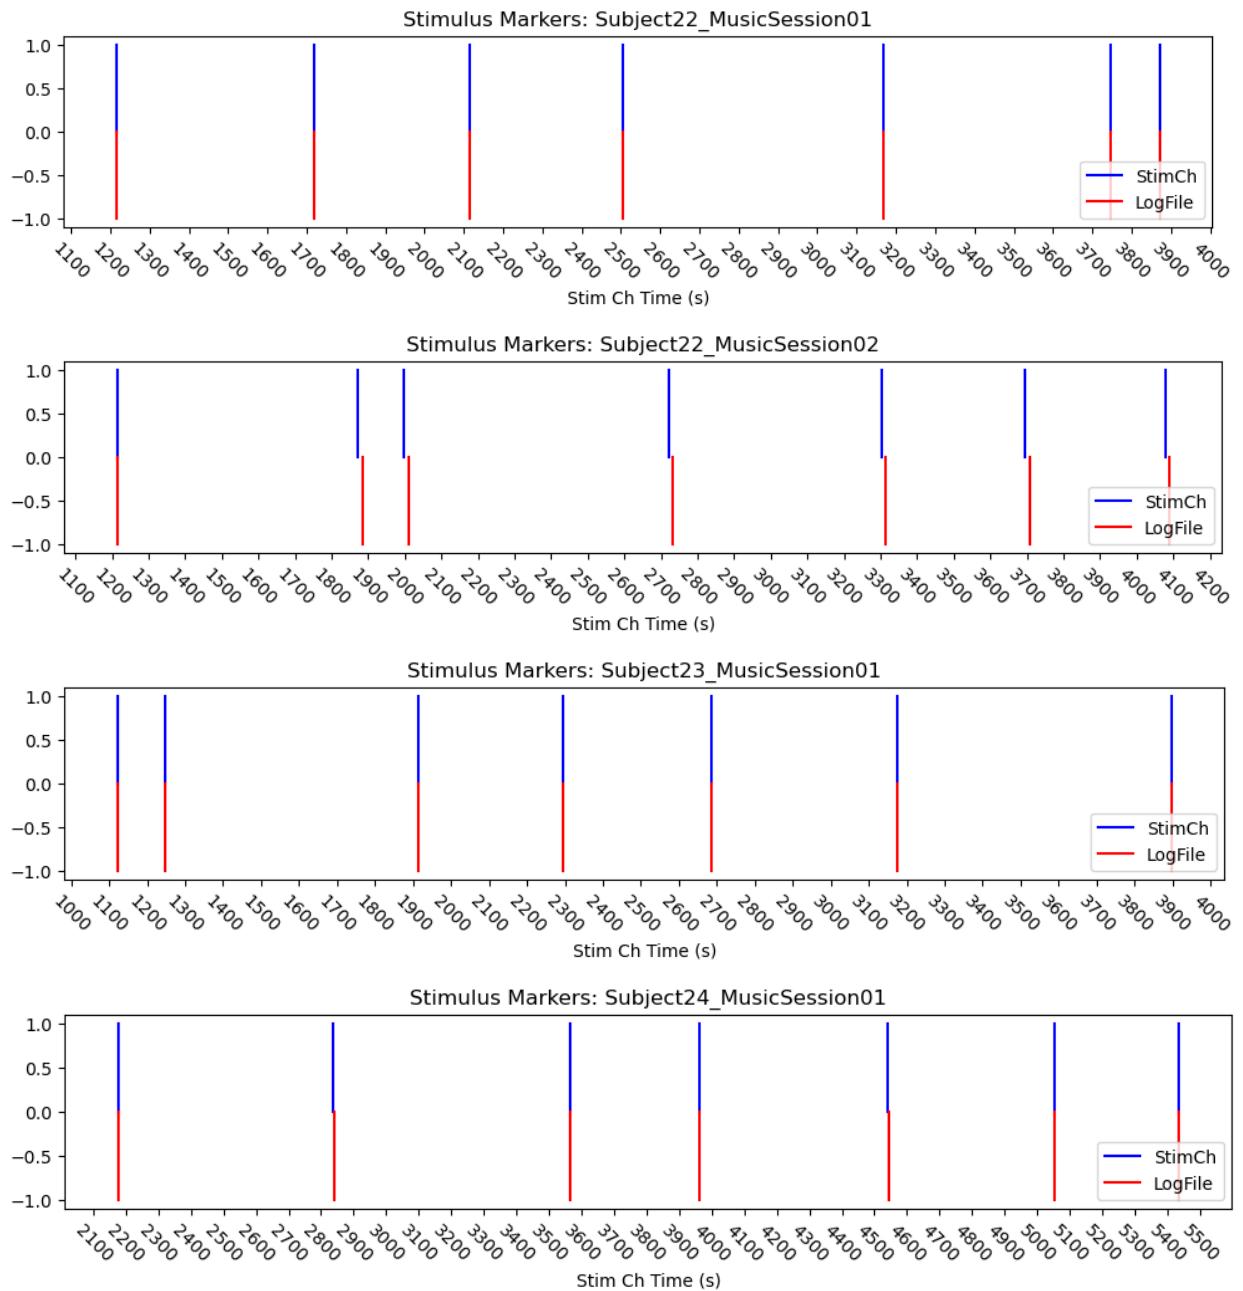 Stimulus Markers: Subject22_MusicSession01
1.0
0.5
0.0
−0.5
−1.0
StimCh
LogFile
1100 1200 1300 1400 1500 1600 1700 1800 1900 2000 2100 2200 2300 2400 2500 2600 2700 2800 2900 3000 3100 3200 3300 3400 3500 3600 3700 3800 3900 4000
Stim Ch Time (s)
Stimulus Markers: Subject22_MusicSession02
1.0
0.5
0.0
−0.5
−1.0
StimCh
LogFile
1100 1200 1300 1400 1500 1600 1700 1800 1900 2000 2100 2200 2300 2400 2500 2600 2700 2800 2900 3000 3100 3200 3300 3400 3500 3600 3700 3800 3900 4000 4100 4200
Stim Ch Time (s)
Stimulus Markers: Subject23_MusicSession01
1.0
0.5
0.0
−0.5
−1.0
StimCh
LogFile
1000 1100 1200 1300 1400 1500 1600 1700 1800 1900 2000 2100 2200 2300 2400 2500 2600 2700 2800 2900 3000 3100 3200 3300 3400 3500 3600 3700 3800 3900 4000
Stim Ch Time (s)
Stimulus Markers: Subject24_MusicSession01
1.0
0.5
0.0
−0.5
−1.0
StimCh
LogFile
2100 2200 2300 2400 2500 2600 2700 2800 2900 3000 3100 3200 3300 3400 3500 3600 3700 3800 3900 4000 4100 4200 4300 4400 4500 4600 4700 4800 4900 5000 5100 5200 5300 5400 5500
Stim Ch Time (s)